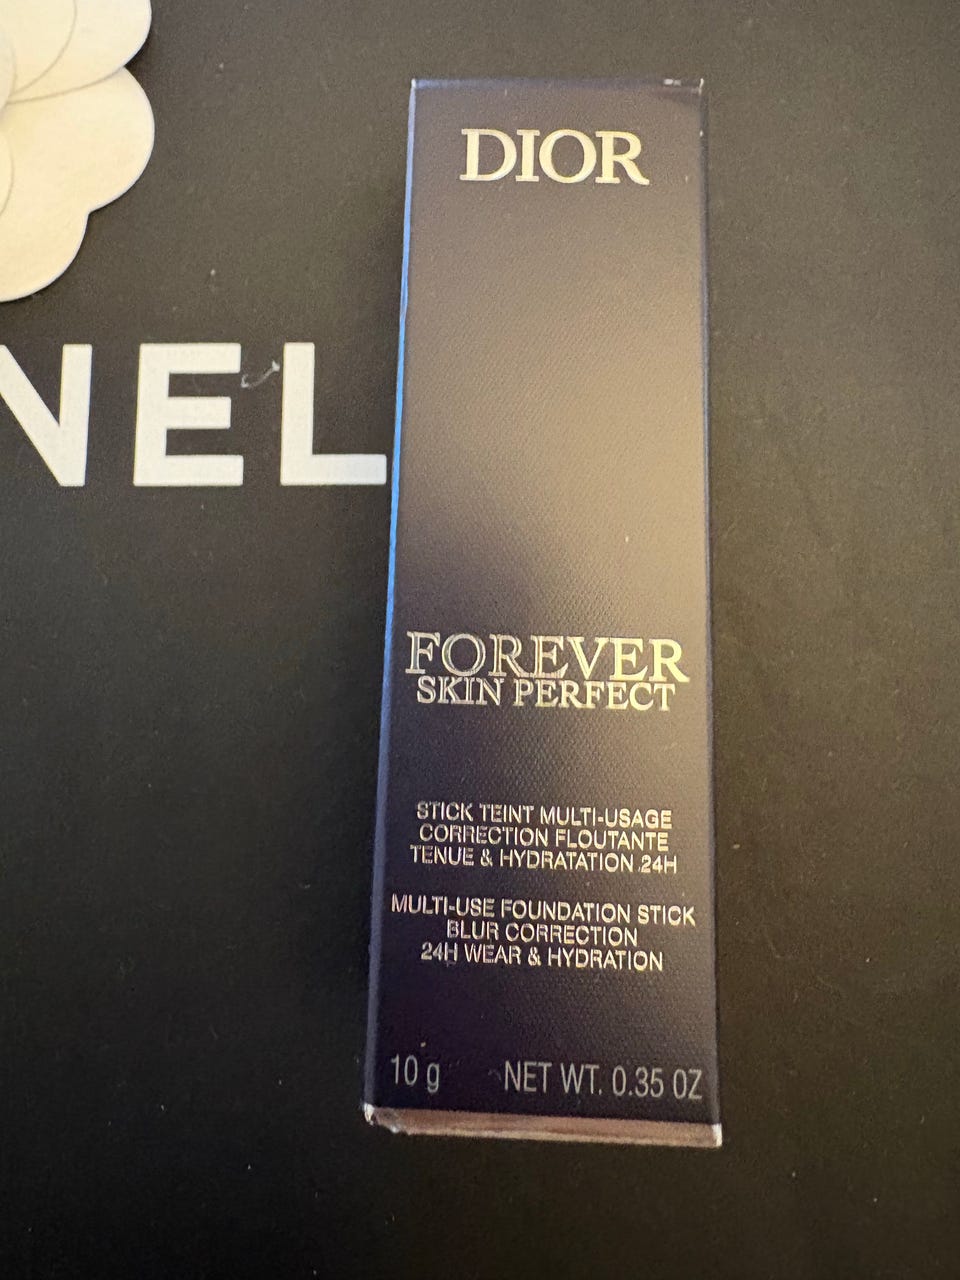 DIOR
NEL
FOREVER
SKIN PERFECT
STICK TEINT MULTI-USAGE
CORRECTION FLOUTANTE
TENUE & HYDRATATION 24H
MULTI-USE FOUNDATION STICK
BLUR CORRECTION
24H WEAR & HYDRATION
10 g NET WT. 0.35 OZ